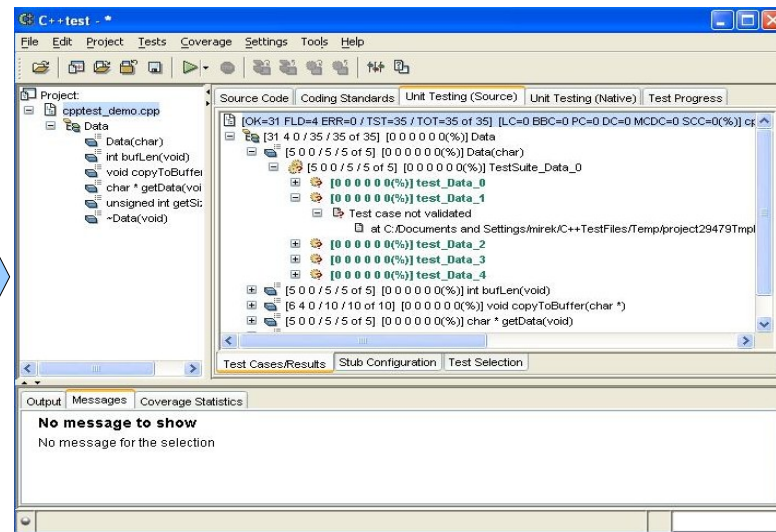 C++test - *
File Edit Project Tests Coverage Settings Tools Help
Project:
cpptest_demo.cpp
Data
Data(char)
int bufLen(void)
void copyToBuffer
char * getData(voi
unsigned int getSiz
~Data(void)
Source Code Coding Standards Unit Testing (Source) Unit Testing (Native) Test Progress
[OK=31 FLD=4 ERR=0 / TST=35 / TOT=35 of 35] [LC=0 BBC=0 PC=0 DC=0 MCDC=0 SCC=0(%)] cp
[31 4 0 / 35 / 35 of 35] [0 0 0 0 0 0(%)] Data
[5 0 0 / 5 / 5 of 5] [0 0 0 0 0 0(%)] Data(char)
[5 0 0 / 5 / 5 of 5] [0 0 0 0 0 0(%)] TestSuite_Data_0
[0 0 0 0 0 0(%)] test_Data_0
[0 0 0 0 0 0(%)] test_Data_1
Test case not validated
at C:/Documents and Settings/mirek/C++TestFiles/Temp/project29479Tmpl
[0 0 0 0 0 0(%)] test_Data_2
[0 0 0 0 0 0(%)] test_Data_3
[0 0 0 0 0 0(%)] test_Data_4
[5 0 0 / 5 / 5 of 5] [0 0 0 0 0 0(%)] int bufLen(void)
[6 4 0 / 10 / 10 of 10] [0 0 0 0 0 0(%)] void copyToBuffer(char *)
[5 0 0 / 5 / 5 of 5] [0 0 0 0 0 0(%)] char * getData(void)
Test Cases/Results Stub Configuration Test Selection
Output Messages Coverage Statistics
No message to show
No message for the selection